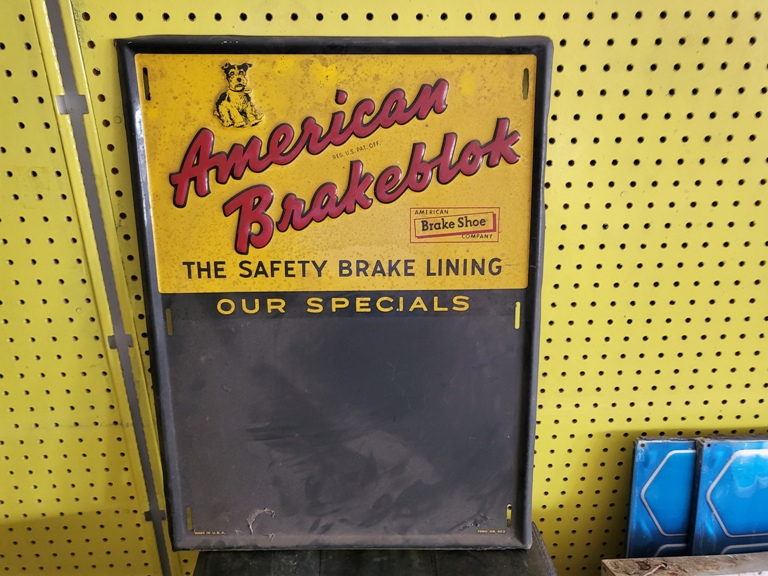 American
REG. U.S. PAT. OFF.
Brakeblok
AMERICAN
Brake Shoe
COMPANY
THE SAFETY BRAKE LINING
OUR SPECIALS
MADE IN U.S.A.